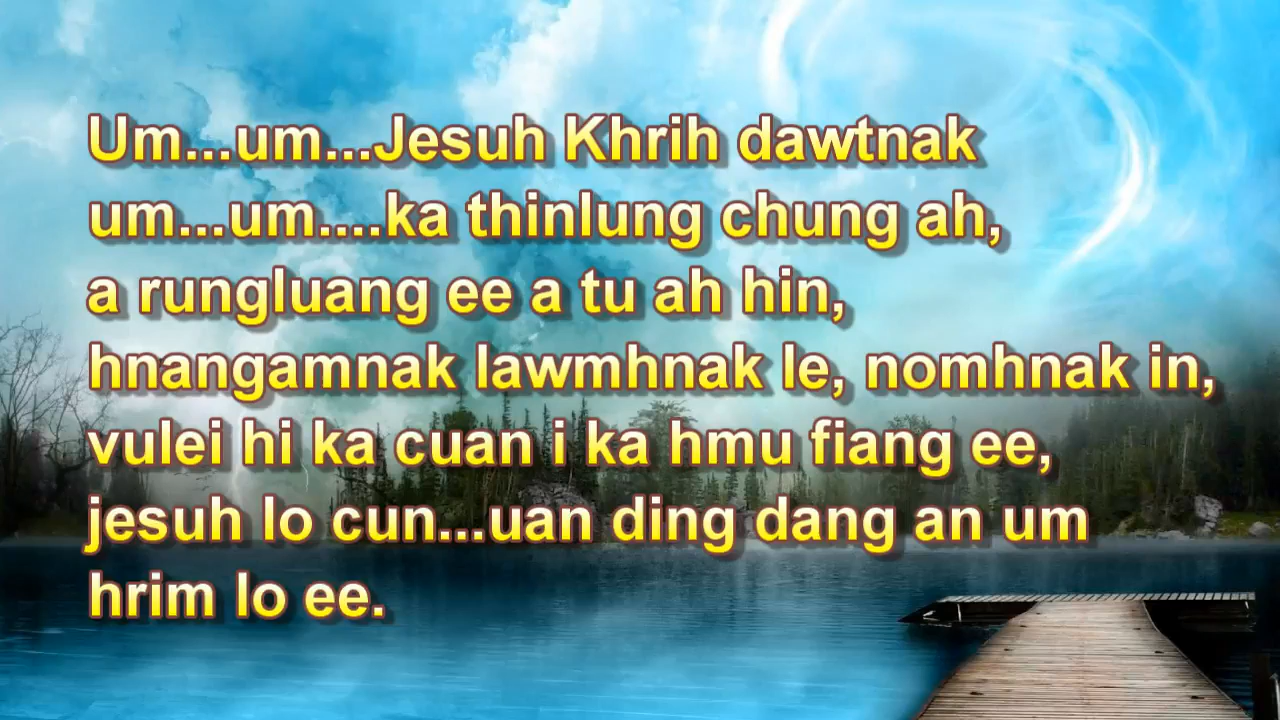 Um...um...Jesuh Khrih dawtnak
um...um....ka thinlung chung ah,
a rungluang ee a tu ah hin,
hnangamnak lawmhnak le, nomhnak in,
vulei hi ka cuan i ka hmu fiang ee,
jesuh lo cun...uan ding dang an um
hrim lo ee.